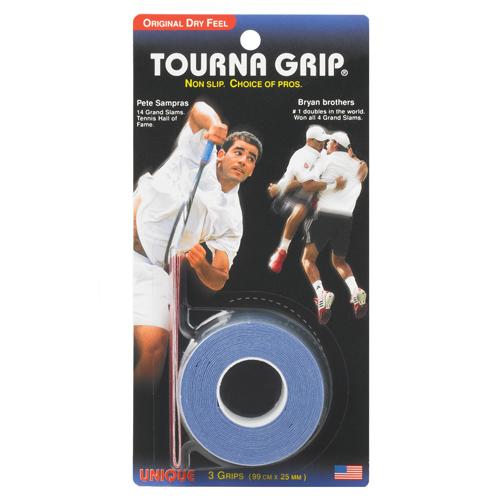 ORIGINAL DRY FEEL
TOURNA GRIP®
NON SLIP. CHOICE OF PROS.
Pete Sampras
14 Grand Slams.
Tennis Hall of
Fame.
Bryan brothers
# 1 doubles in the world.
Won all 4 Grand Slams.
UNIQUE
3 GRIPS (99 CM X 25 MM)